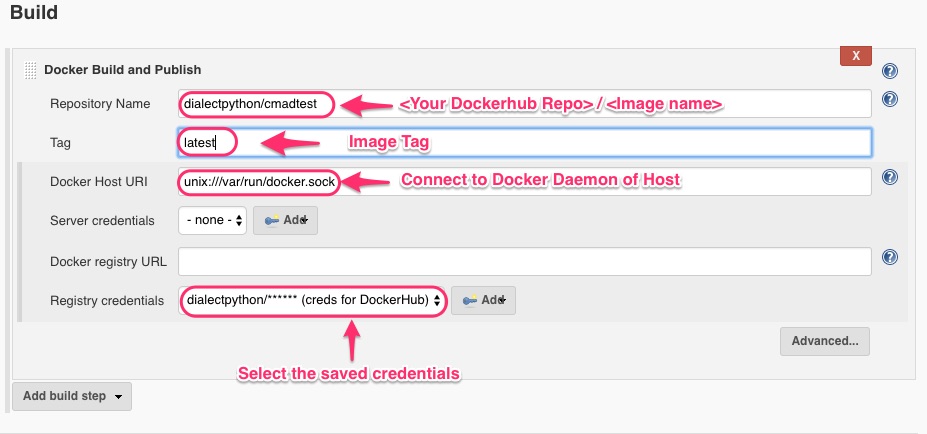 Build
X
Docker Build and Publish
Repository Name
dialectpython/cmadtest
<Your Dockerhub Repo> / <Image name>
Tag
latest
Image Tag
Docker Host URI
unix:///var/run/docker.sock
Connect to Docker Daemon of Host
Server credentials
- none -
Add
Docker registry URL
Registry credentials
dialectpython/****** (creds for DockerHub)
Add
Advanced...
Select the saved credentials
Add build step